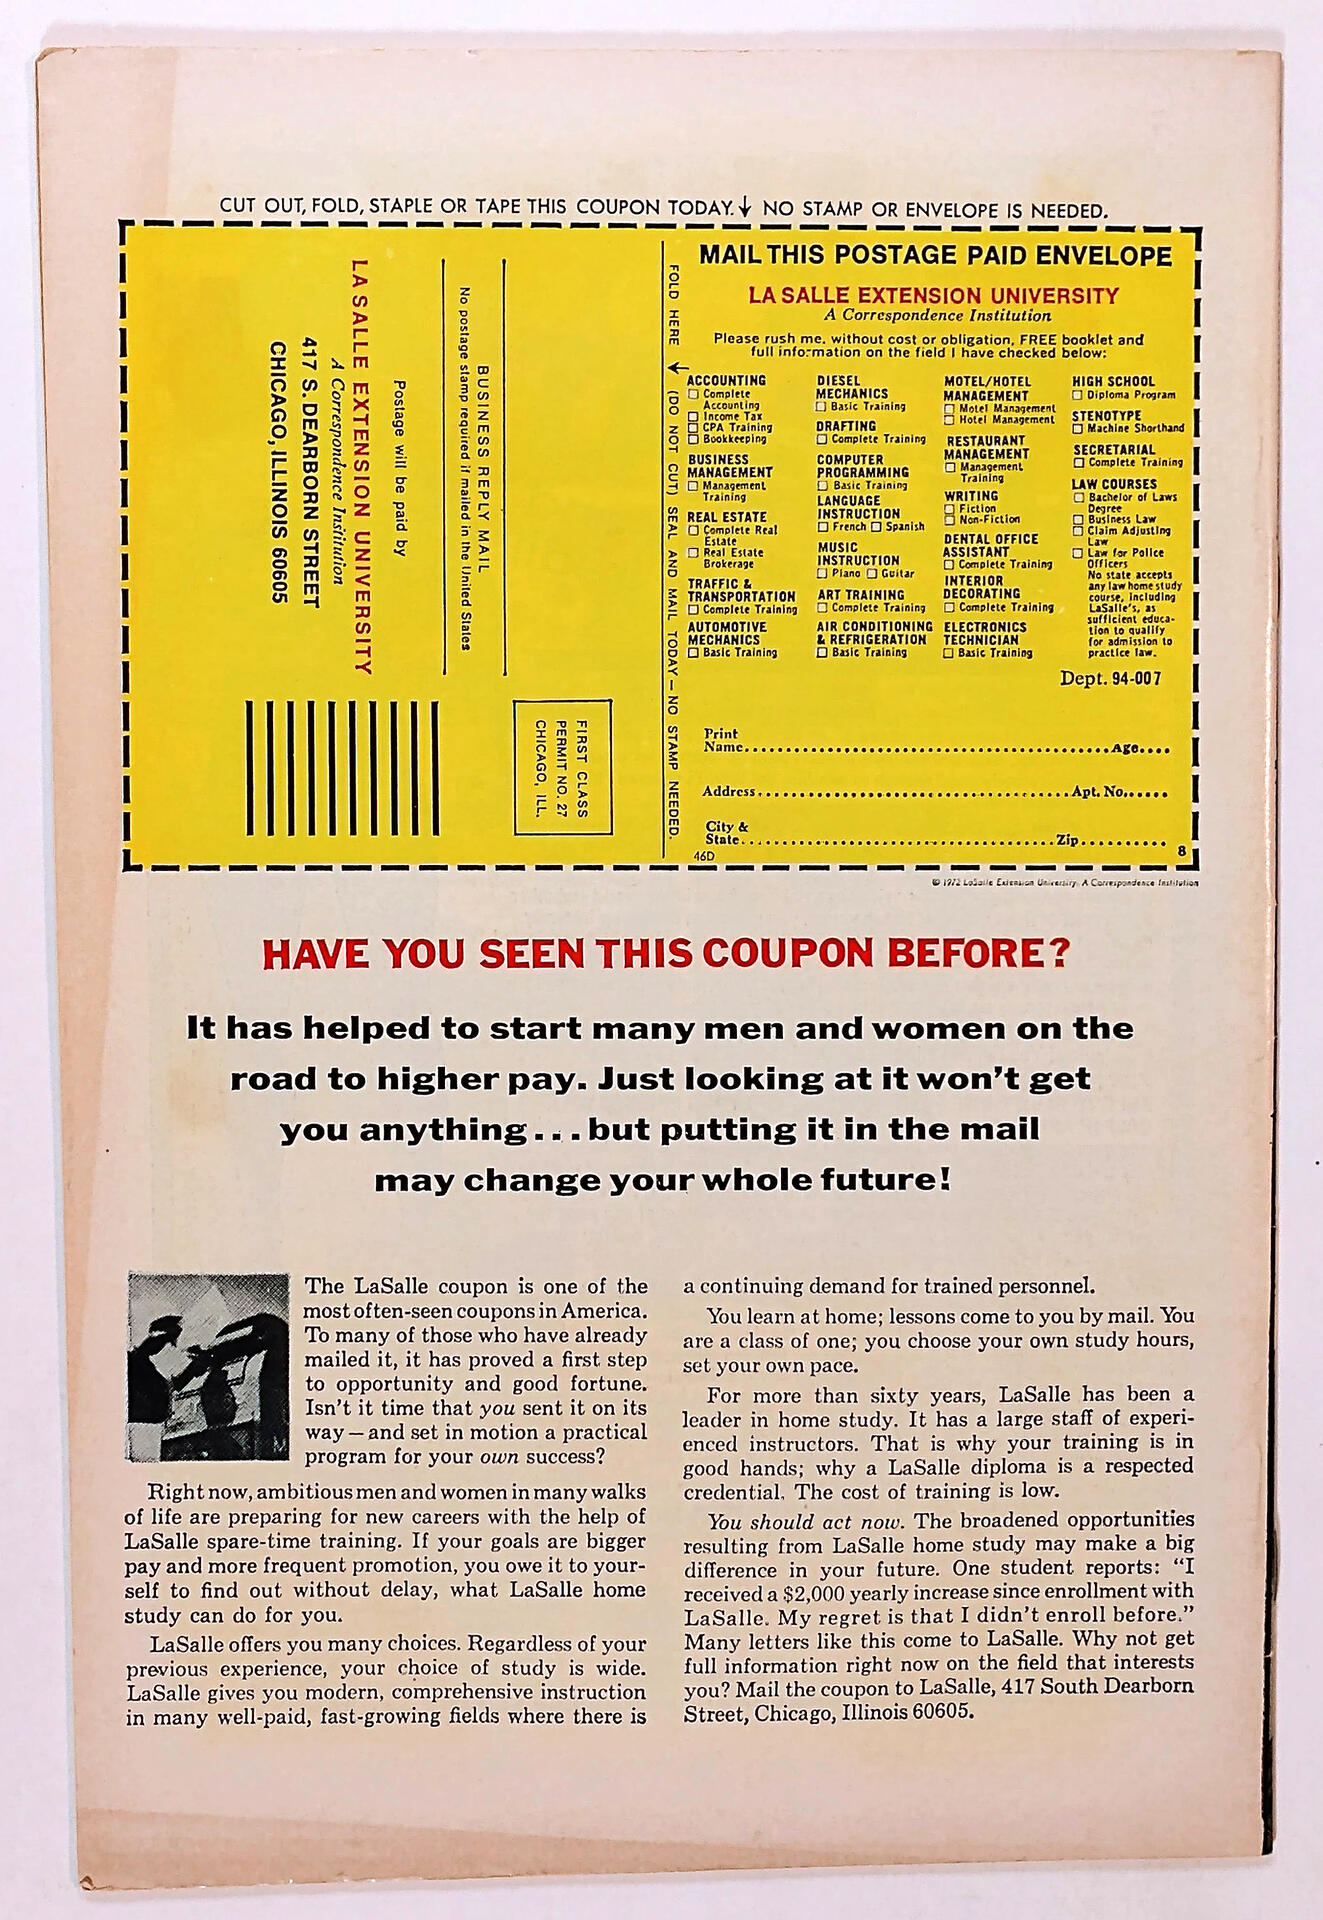 CUT OUT, FOLD, STAPLE OR TAPE THIS COUPON TODAY. ↓ NO STAMP OR ENVELOPE IS NEEDED.
FIRST CLASS
PERMIT NO. 27
CHICAGO, ILL.
BUSINESS REPLY MAIL
No postage stamp required if mailed in the United States
Postage will be paid by
LA SALLE EXTENSION UNIVERSITY
A Correspondence Institution
417 S. DEARBORN STREET
CHICAGO, ILLINOIS 60605
FOLD HERE ↓ (DO NOT CUT) SEAL AND MAIL TODAY — NO STAMP NEEDED.
MAIL THIS POSTAGE PAID ENVELOPE
LA SALLE EXTENSION UNIVERSITY
A Correspondence Institution
Please rush me, without cost or obligation, FREE booklet and
full information on the field I have checked below:
ACCOUNTING
☐ Complete
Accounting
☐ Income Tax
☐ CPA Training
☐ Bookkeeping
BUSINESS
MANAGEMENT
☐ Management
Training
REAL ESTATE
☐ Complete Real
Estate
☐ Real Estate
Brokerage
TRAFFIC &
TRANSPORTATION
☐ Complete Training
AUTOMOTIVE
MECHANICS
☐ Basic Training
DIESEL
MECHANICS
☐ Basic Training
DRAFTING
☐ Complete Training
COMPUTER
PROGRAMMING
☐ Basic Training
LANGUAGE
INSTRUCTION
☐ French ☐ Spanish
MUSIC
INSTRUCTION
☐ Piano ☐ Guitar
ART TRAINING
☐ Complete Training
AIR CONDITIONING
& REFRIGERATION
☐ Basic Training
MOTEL/HOTEL
MANAGEMENT
☐ Motel Management
☐ Hotel Management
RESTAURANT
MANAGEMENT
☐ Management
Training
WRITING
☐ Fiction
☐ Non-Fiction
DENTAL OFFICE
ASSISTANT
☐ Complete Training
INTERIOR
DECORATING
☐ Complete Training
ELECTRONICS
TECHNICIAN
☐ Basic Training
HIGH SCHOOL
☐ Diploma Program
STENOTYPE
☐ Machine Shorthand
SECRETARIAL
☐ Complete Training
LAW COURSES
☐ Bachelor of Laws
Degree
☐ Business Law
☐ Claim Adjusting
Law
☐ Law for Police
Officers
No state accepts
any law home study
course, including
LaSalle's, as
sufficient educa-
tion to qualify
for admission to
practice law.
Dept. 94-007
Print
Name.............................................Age....
Address......................................Apt. No......
City &
State.......................................Zip...........
46D 8
© 1972 LaSalle Extension University, A Correspondence Institution
HAVE YOU SEEN THIS COUPON BEFORE?
It has helped to start many men and women on the
road to higher pay. Just looking at it won't get
you anything...but putting it in the mail
may change your whole future!
The LaSalle coupon is one of the
most often-seen coupons in America.
To many of those who have already
mailed it, it has proved a first step
to opportunity and good fortune.
Isn't it time that you sent it on its
way—and set in motion a practical
program for your own success?
Right now, ambitious men and women in many walks
of life are preparing for new careers with the help of
LaSalle spare-time training. If your goals are bigger
pay and more frequent promotion, you owe it to your-
self to find out without delay, what LaSalle home
study can do for you.
LaSalle offers you many choices. Regardless of your
previous experience, your choice of study is wide.
LaSalle gives you modern, comprehensive instruction
in many well-paid, fast-growing fields where there is
a continuing demand for trained personnel.
You learn at home; lessons come to you by mail. You
are a class of one; you choose your own study hours,
set your own pace.
For more than sixty years, LaSalle has been a
leader in home study. It has a large staff of experi-
enced instructors. That is why your training is in
good hands; why a LaSalle diploma is a respected
credential. The cost of training is low.
You should act now. The broadened opportunities
resulting from LaSalle home study may make a big
difference in your future. One student reports: "I
received a $2,000 yearly increase since enrollment with
LaSalle. My regret is that I didn't enroll before."
Many letters like this come to LaSalle. Why not get
full information right now on the field that interests
you? Mail the coupon to LaSalle, 417 South Dearborn
Street, Chicago, Illinois 60605.